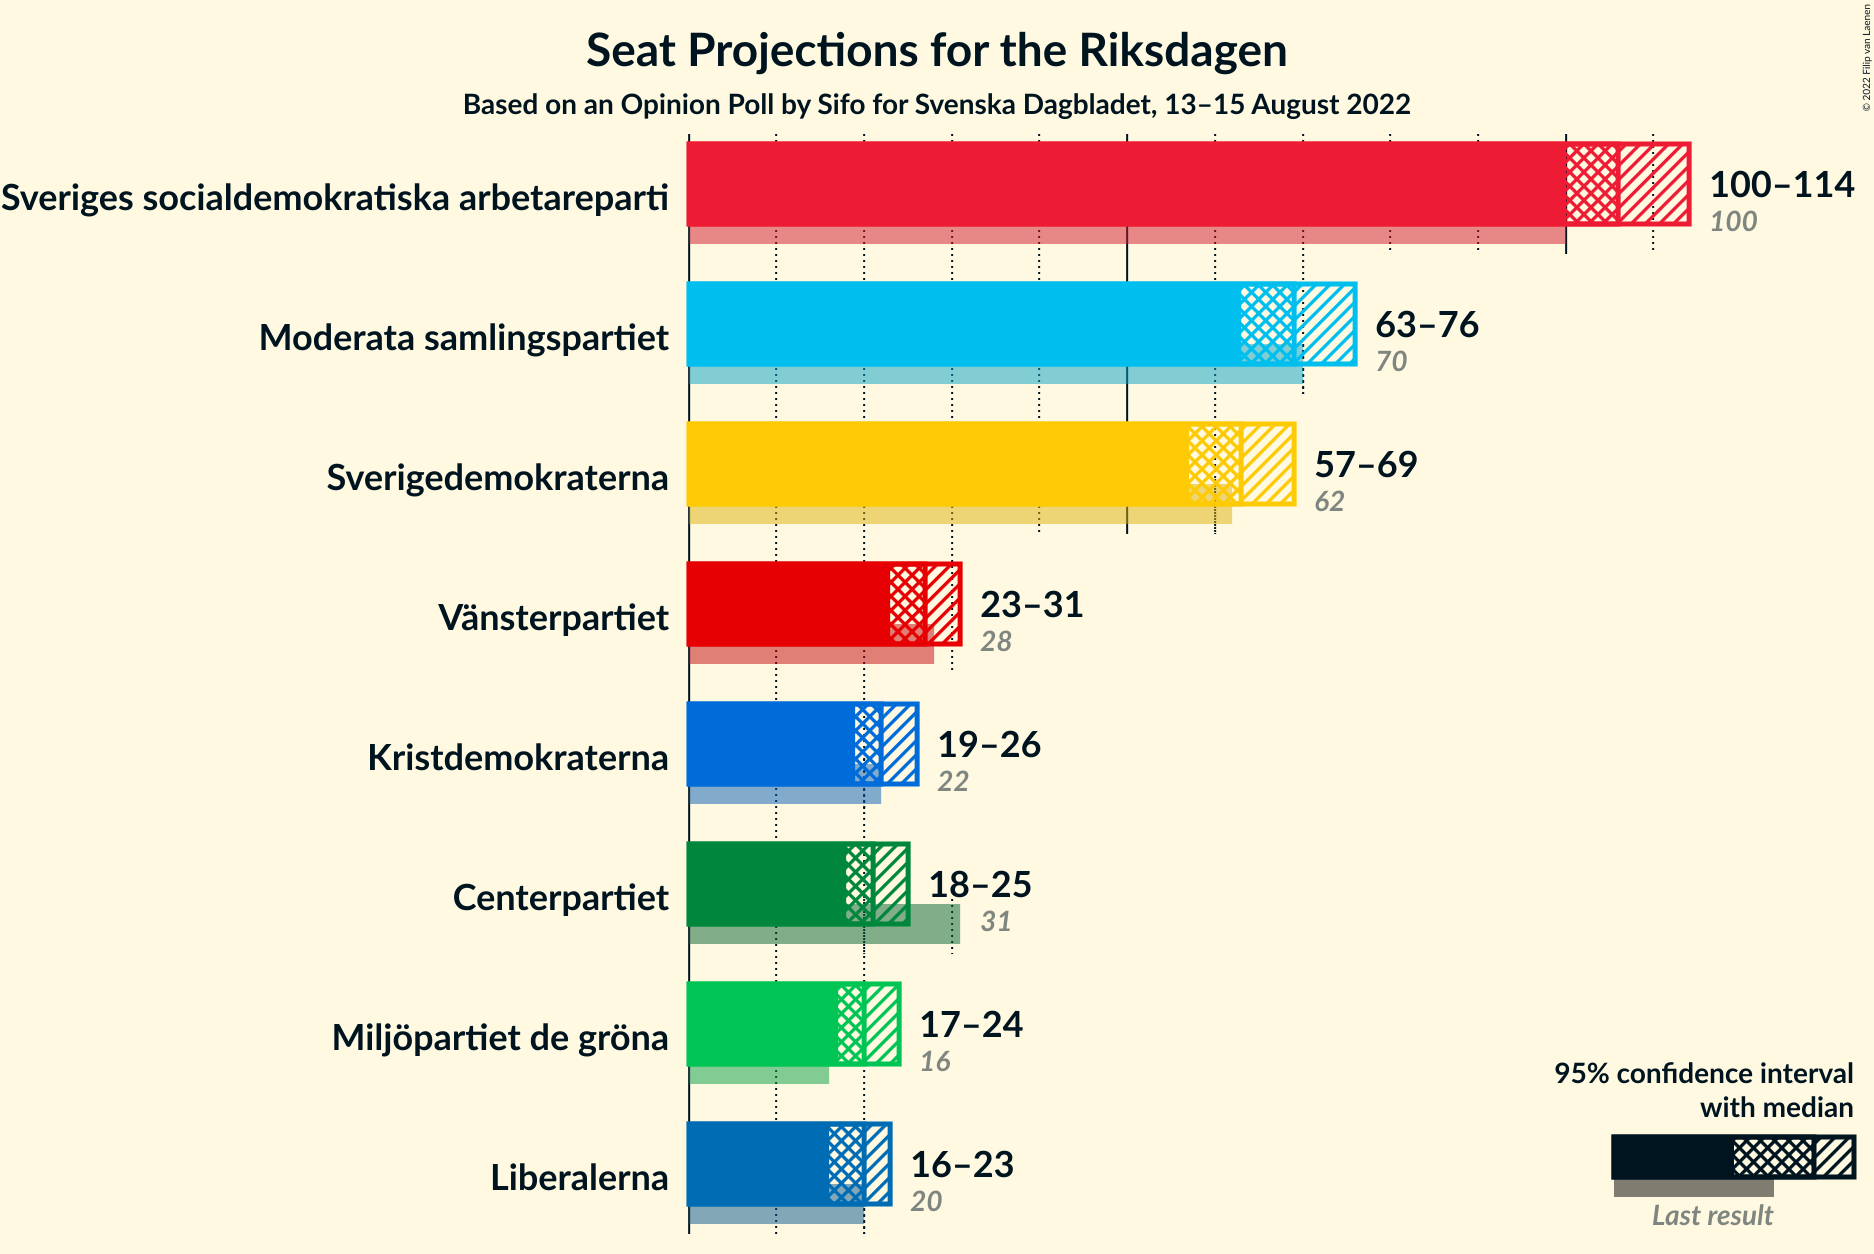 Seat Projections for the Riksdagen
Based on an Opinion Poll by Sifo for Svenska Dagbladet, 13–15 August 2022
© 2022 Filip van Laenen
Sveriges socialdemokratiska arbetareparti
100–114
100
Moderata samlingspartiet
63–76
70
Sverigedemokraterna
57–69
62
Vänsterpartiet
23–31
28
Kristdemokraterna
19–26
22
Centerpartiet
18–25
31
Miljöpartiet de gröna
17–24
16
Liberalerna
16–23
20
95% confidence interval
with median
Last result